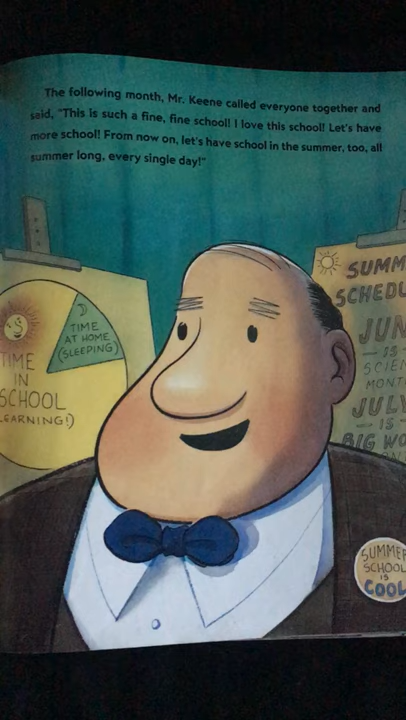 The following month, Mr. Keene called everyone together and
said, "This is such a fine, fine school! I love this school! Let's have
more school! From now on, let's have school in the summer, too, all
summer long, every single day!"
TIME
AT HOME
(SLEEPING)
TIME
IN
SCHOOL
LEARNING!)
SUMM
SCHEDU
JUN
IS
SCIEN
MONT
JULY
IS
BIG WO
SUMMER
SCHOOL
IS
COOL